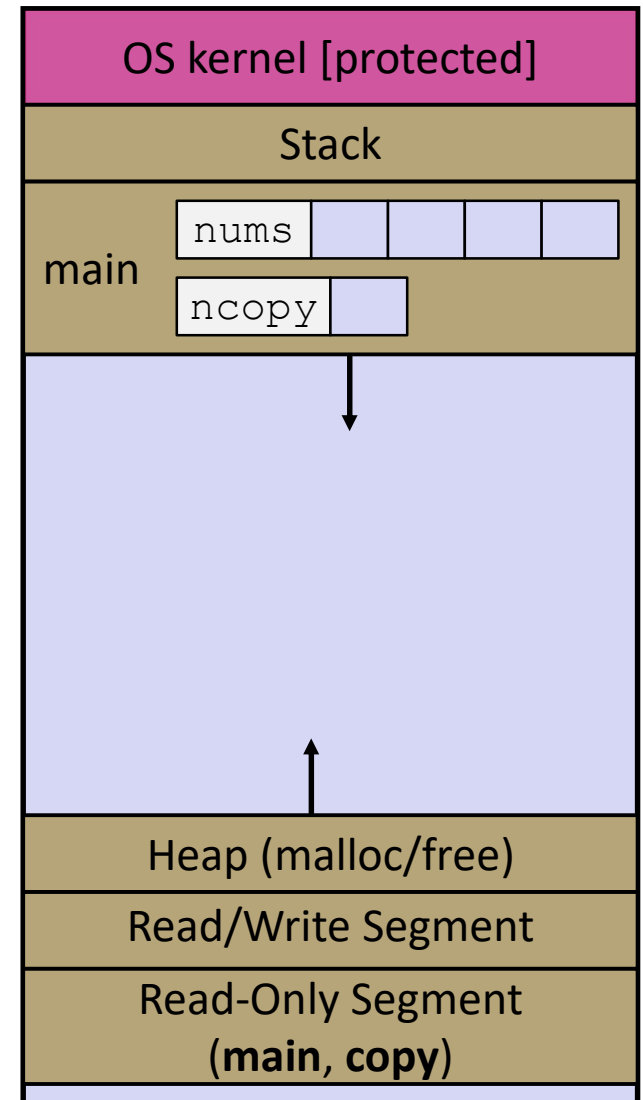 OS kernel [protected]
Stack
main
nums
ncopy
Heap (malloc/free)
Read/Write Segment
Read-Only Segment
(main, copy)